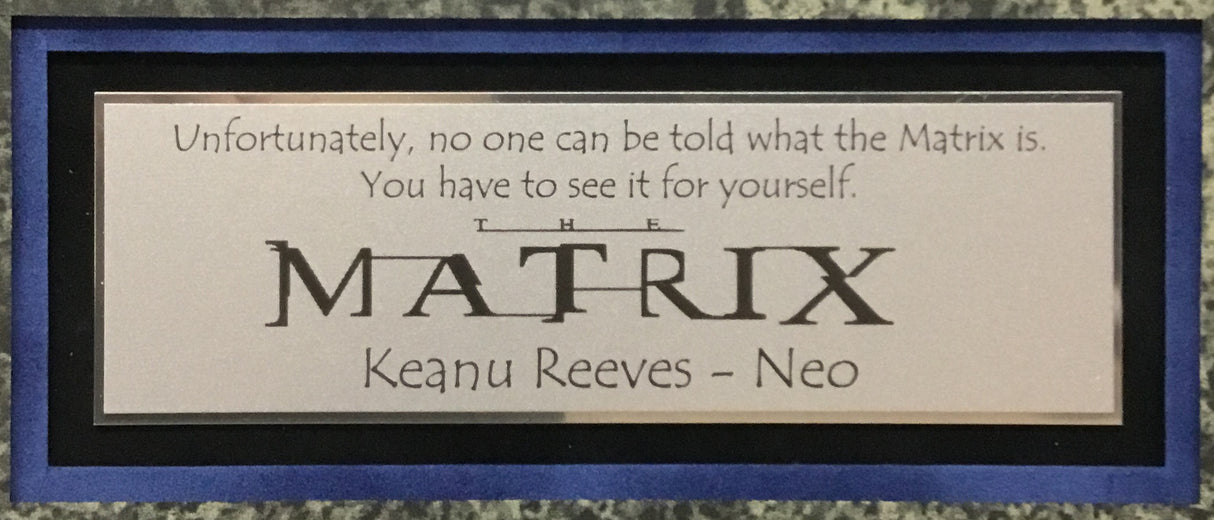 Unfortunately, no one can be told what the Matrix is.
You have to see it for yourself.
THE
MATRIX
Keanu Reeves – Neo